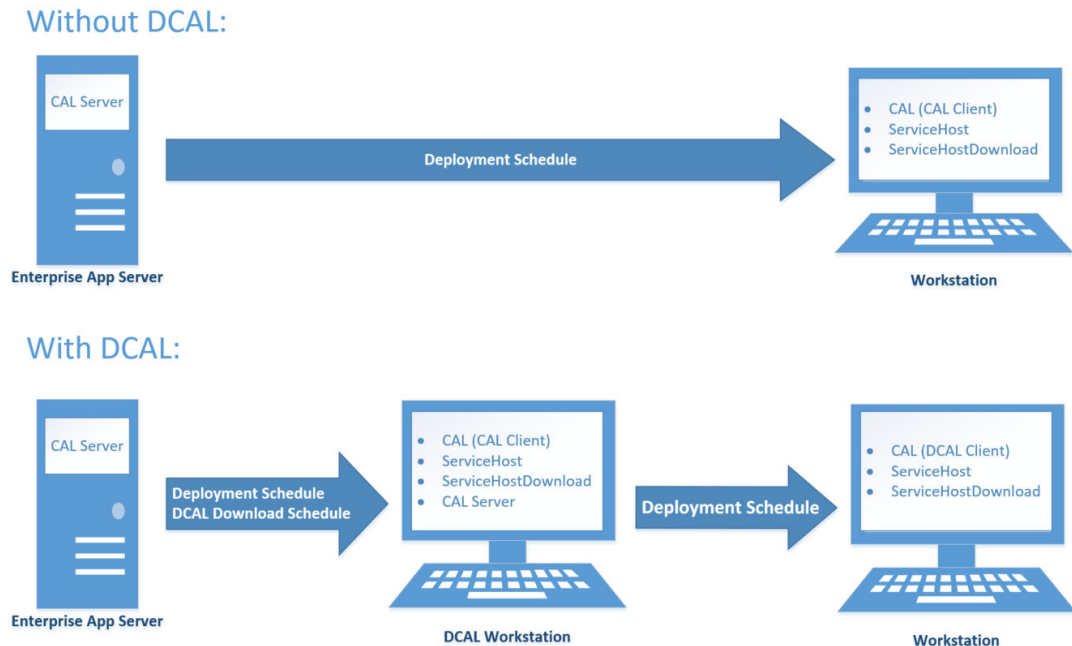 Without DCAL:
CAL Server
Deployment Schedule
• CAL (CAL Client)
• ServiceHost
• ServiceHostDownload
Enterprise App Server
Workstation
With DCAL:
CAL Server
Deployment Schedule
DCAL Download Schedule
• CAL (CAL Client)
• ServiceHost
• ServiceHostDownload
• CAL Server
Deployment Schedule
• CAL (DCAL Client)
• ServiceHost
• ServiceHostDownload
Enterprise App Server
DCAL Workstation
Workstation